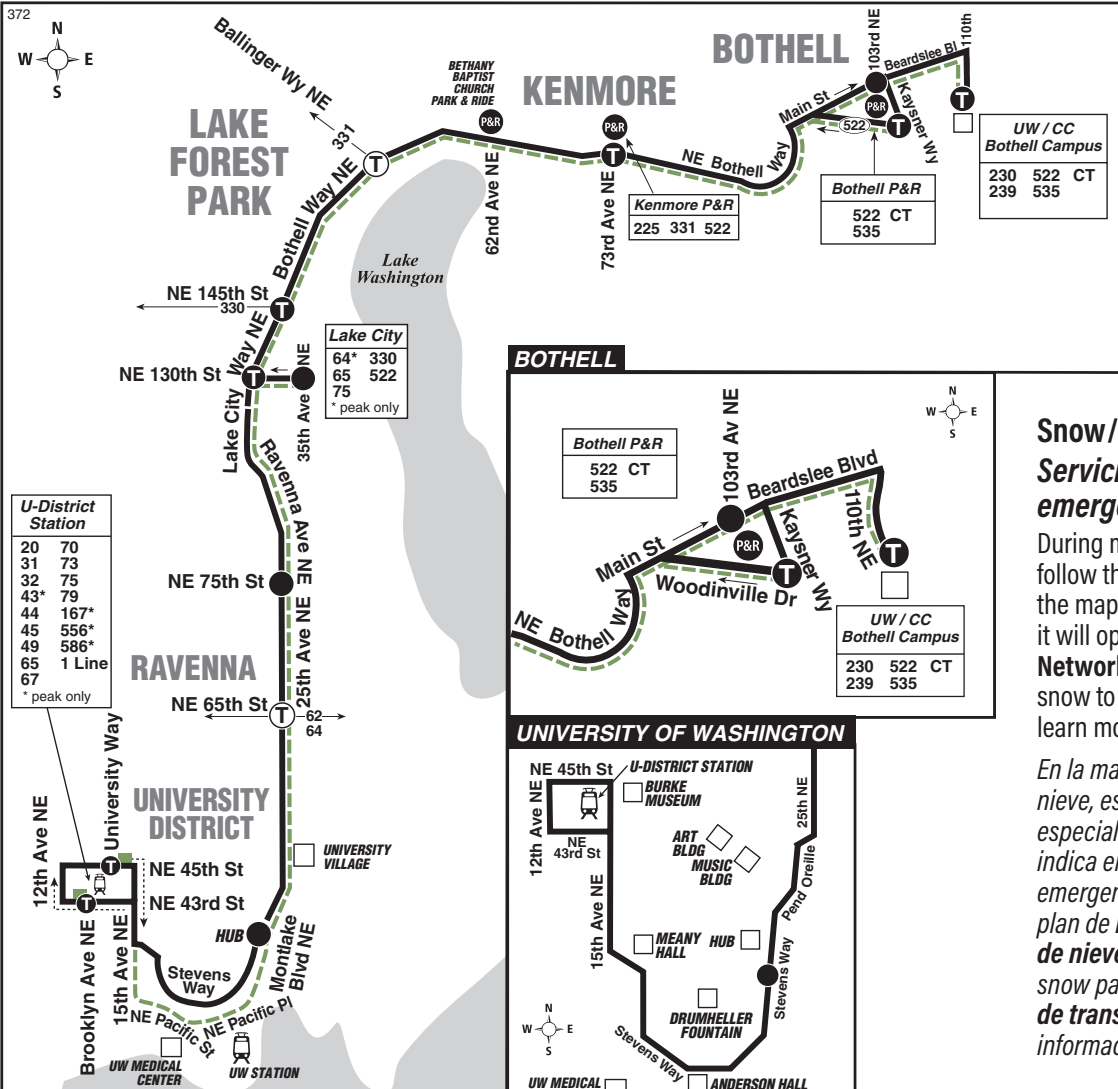 372
N
W E
S
Ballinger Wy NE
331
LAKE
FOREST
PARK
BETHANY
BAPTIST
CHURCH
PARK & RIDE
P&R
KENMORE
P&R
BOTHELL
103rd NE
Beardslee Bl
110th
Main St
P&R
Kaysner Wy
522
T
T
UW / CC
Bothell Campus
230 522 CT
239 535
Bothell P&R
522 CT
535
NE Bothell Way
T
T
62nd Ave NE
73rd Ave NE
Kenmore P&R
225 331 522
Lake
Washington
Bothell Way NE
NE 145th St
330
T
Lake City Way NE
NE 130th St
T
35th Ave NE
Lake City
64* 330
65 522
75
* peak only
Ravenna Ave NE
NE 75th St
25th Ave NE
RAVENNA
NE 65th St
T
62
64
U-District
Station
20 70
31 73
32 75
43* 79
44 167*
45 556*
49 586*
65 1 Line
67
* peak only
University Way
UNIVERSITY
DISTRICT
UNIVERSITY
VILLAGE
12th Ave NE
T
NE 45th St
T
NE 43rd St
Brooklyn Ave NE
15th Ave NE
HUB
Stevens
Way
Montlake
Blvd NE
NE Pacific St
NE Pacific Pl
UW MEDICAL
CENTER
UW STATION
BOTHELL
N
W E
S
Bothell P&R
522 CT
535
103rd Av NE
Beardslee Blvd
Main St
P&R
Kaysner Wy
110th NE
T
T
Woodinville Dr
NE Bothell Way
UW / CC
Bothell Campus
230 522 CT
239 535
UNIVERSITY OF WASHINGTON
NE 45th St
U-DISTRICT STATION
BURKE
MUSEUM
12th Ave NE
NE
43rd St
25th NE
ART
BLDG
MUSIC
BLDG
Pend Oreille
15th Ave NE
MEANY
HALL
HUB
Stevens Way
DRUMHELLER
FOUNTAIN
N
W E
S
Stevens Way
UW MEDICAL
ANDERSON HALL
Snow/
Servici
emerge
During m
follow th
the map
it will op
Network
snow to
learn mo
En la ma
nieve, es
especial
indica en
emergen
plan de
de nieve
snow pa
de trans
informac